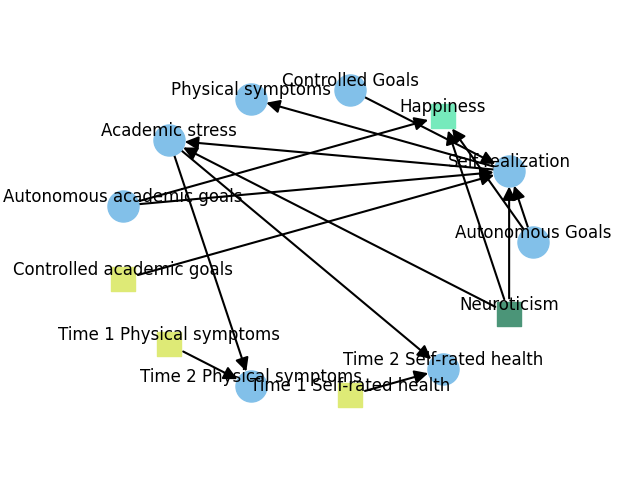 Controlled Goals
Physical symptoms
Happiness
Academic stress
Self-realization
Autonomous academic goals
Autonomous Goals
Controlled academic goals
Neuroticism
Time 1 Physical symptoms
Time 2 Self-rated health
Time 2 Physical symptoms
Time 1 Self-rated health